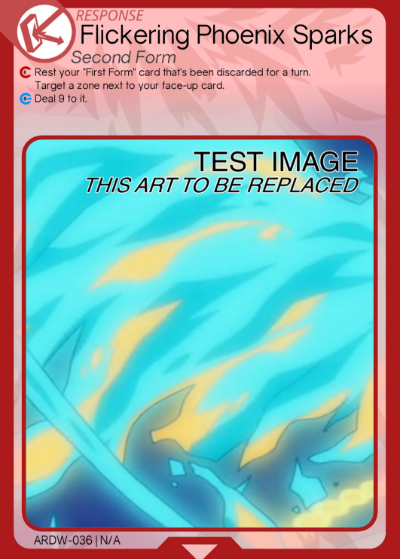 RESPONSE
Flickering Phoenix Sparks
Second Form
Rest your "First Form" card that's been discarded for a turn.
Target a zone next to your face-up card.
Deal 9 to it.
TEST IMAGE
THIS ART TO BE REPLACED
ARDW-036 | N/A